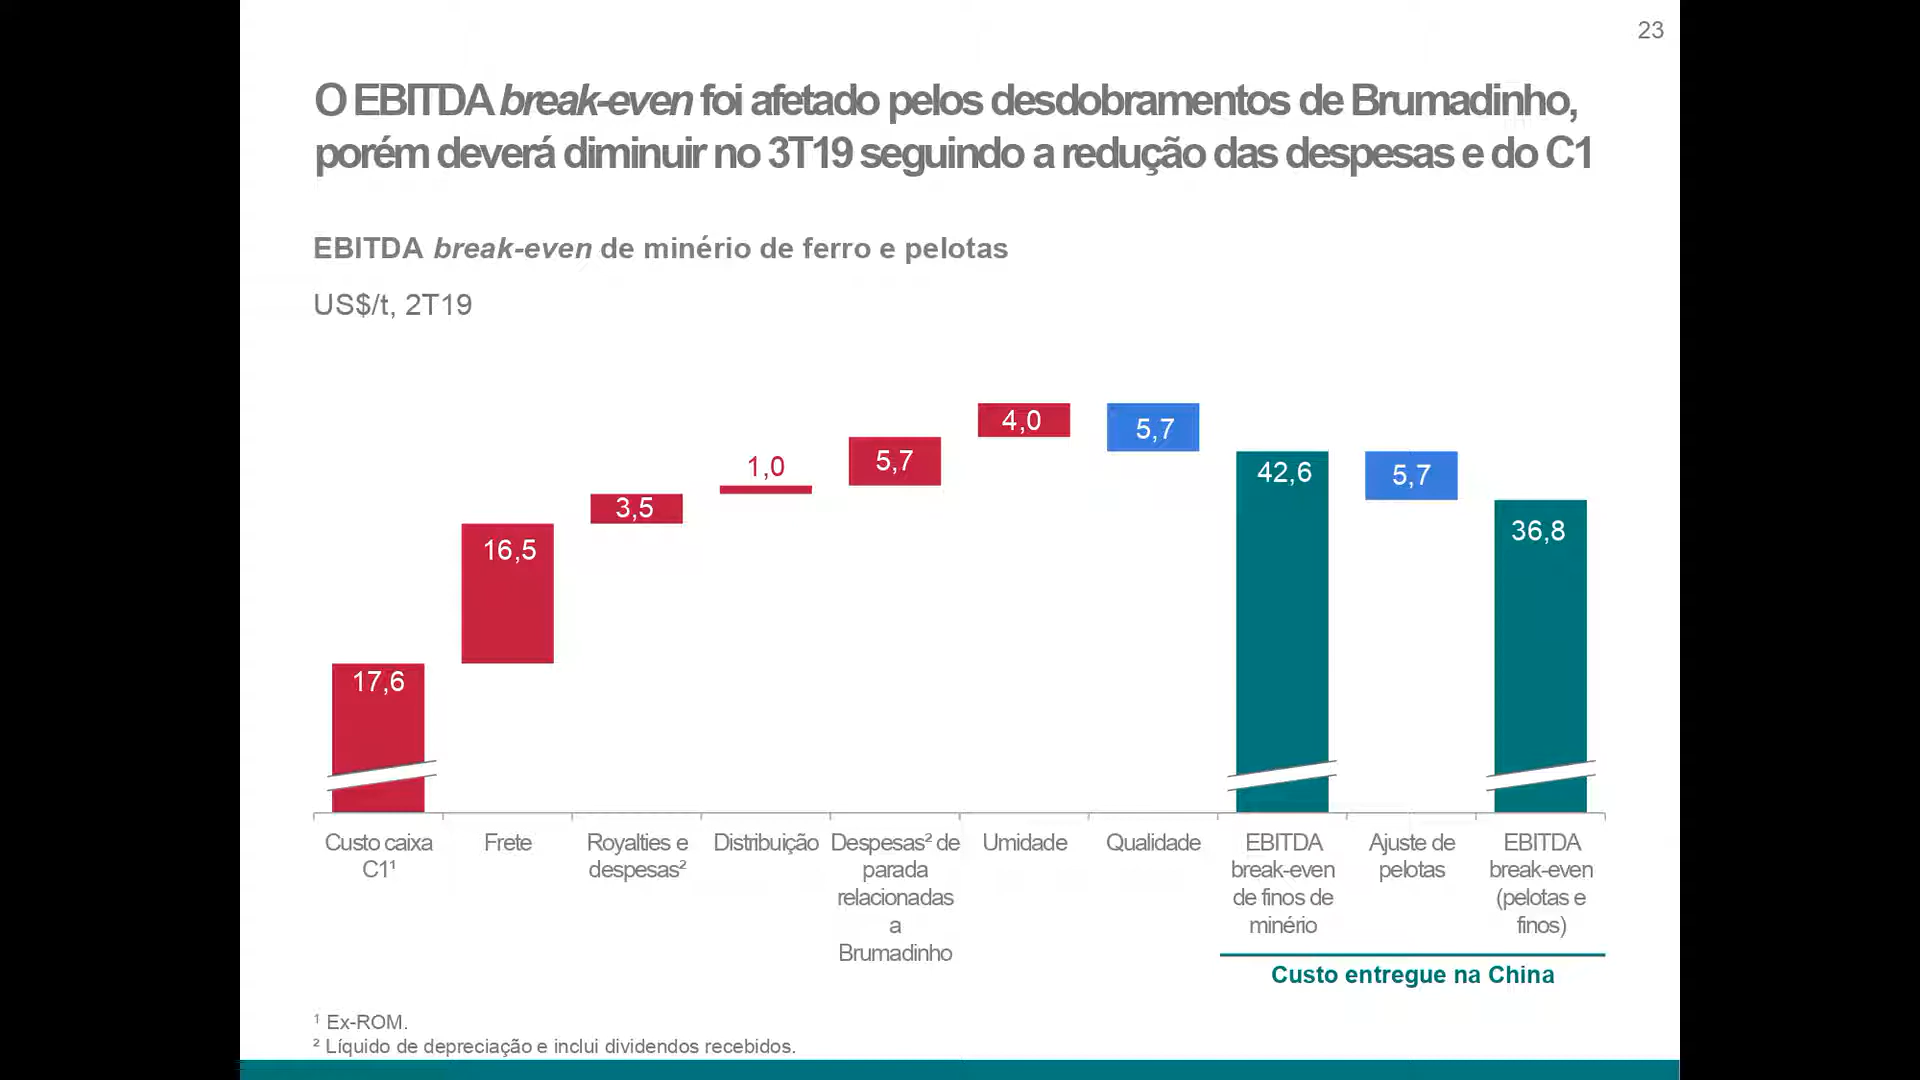 23
O EBITDA break-even foi afetado pelos desdobramentos de Brumadinho,
porém deverá diminuir no 3T19 seguindo a redução das despesas e do C1
EBITDA break-even de minério de ferro e pelotas
US$/t, 2T19
17,6
16,5
3,5
1,0
5,7
4,0
5,7
42,6
5,7
36,8
Custo caixa
C1¹
Frete
Royalties e
despesas²
Distribuição
Despesas² de
parada
relacionadas
a
Brumadinho
Umidade
Qualidade
EBITDA
break-even
de finos de
minério
Ajuste de
pelotas
EBITDA
break-even
(pelotas e
finos)
Custo entregue na China
¹ Ex-ROM.
² Líquido de depreciação e inclui dividendos recebidos.